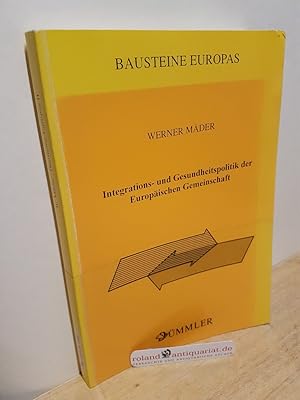 BAUSTEINE EUROPAS
WERNER MÄDER
Integrations- und Gesundheitspolitik der
Europäischen Gemeinschaft
DÜMMLER
roland antiquariat.de